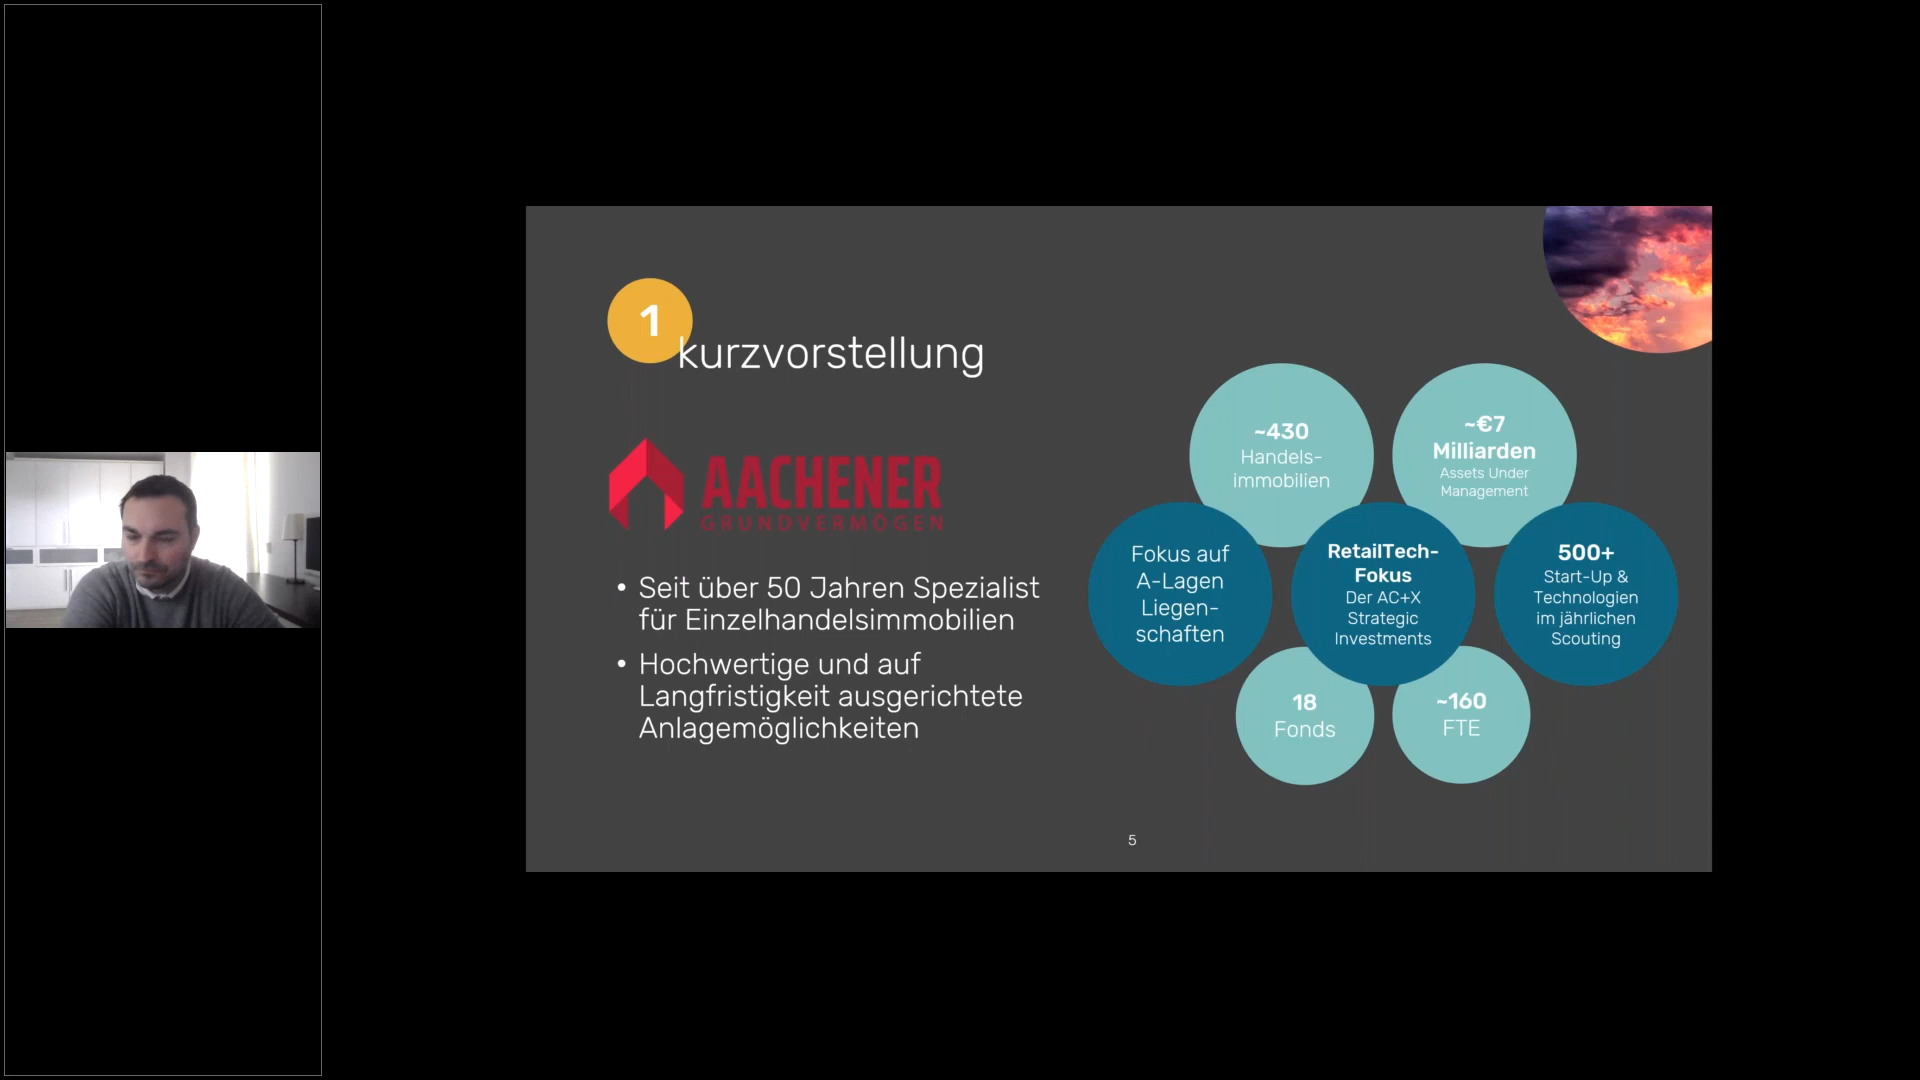 1
kurzvorstellung
AACHENER
GRUNDVERMÖGEN
• Seit über 50 Jahren Spezialist
für Einzelhandelsimmobilien
• Hochwertige und auf
Langfristigkeit ausgerichtete
Anlagemöglichkeiten
~430
Handels-
immobilien
~€7
Milliarden
Assets Under
Management
Fokus auf
A-Lagen
Liegen-
schaften
RetailTech-
Fokus
Der AC+X
Strategic
Investments
500+
Start-Up &
Technologien
im jährlichen
Scouting
18
Fonds
~160
FTE
5